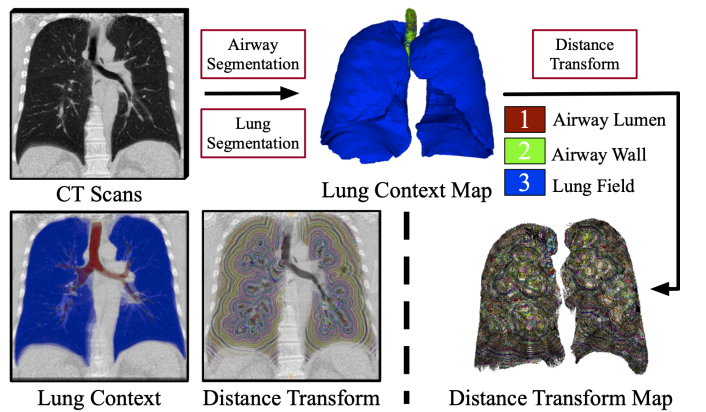 Airway
Segmentation
Lung
Segmentation
Distance
Transform
1 Airway Lumen
2 Airway Wall
3 Lung Field
CT Scans
Lung Context Map
Lung Context
Distance Transform
Distance Transform Map